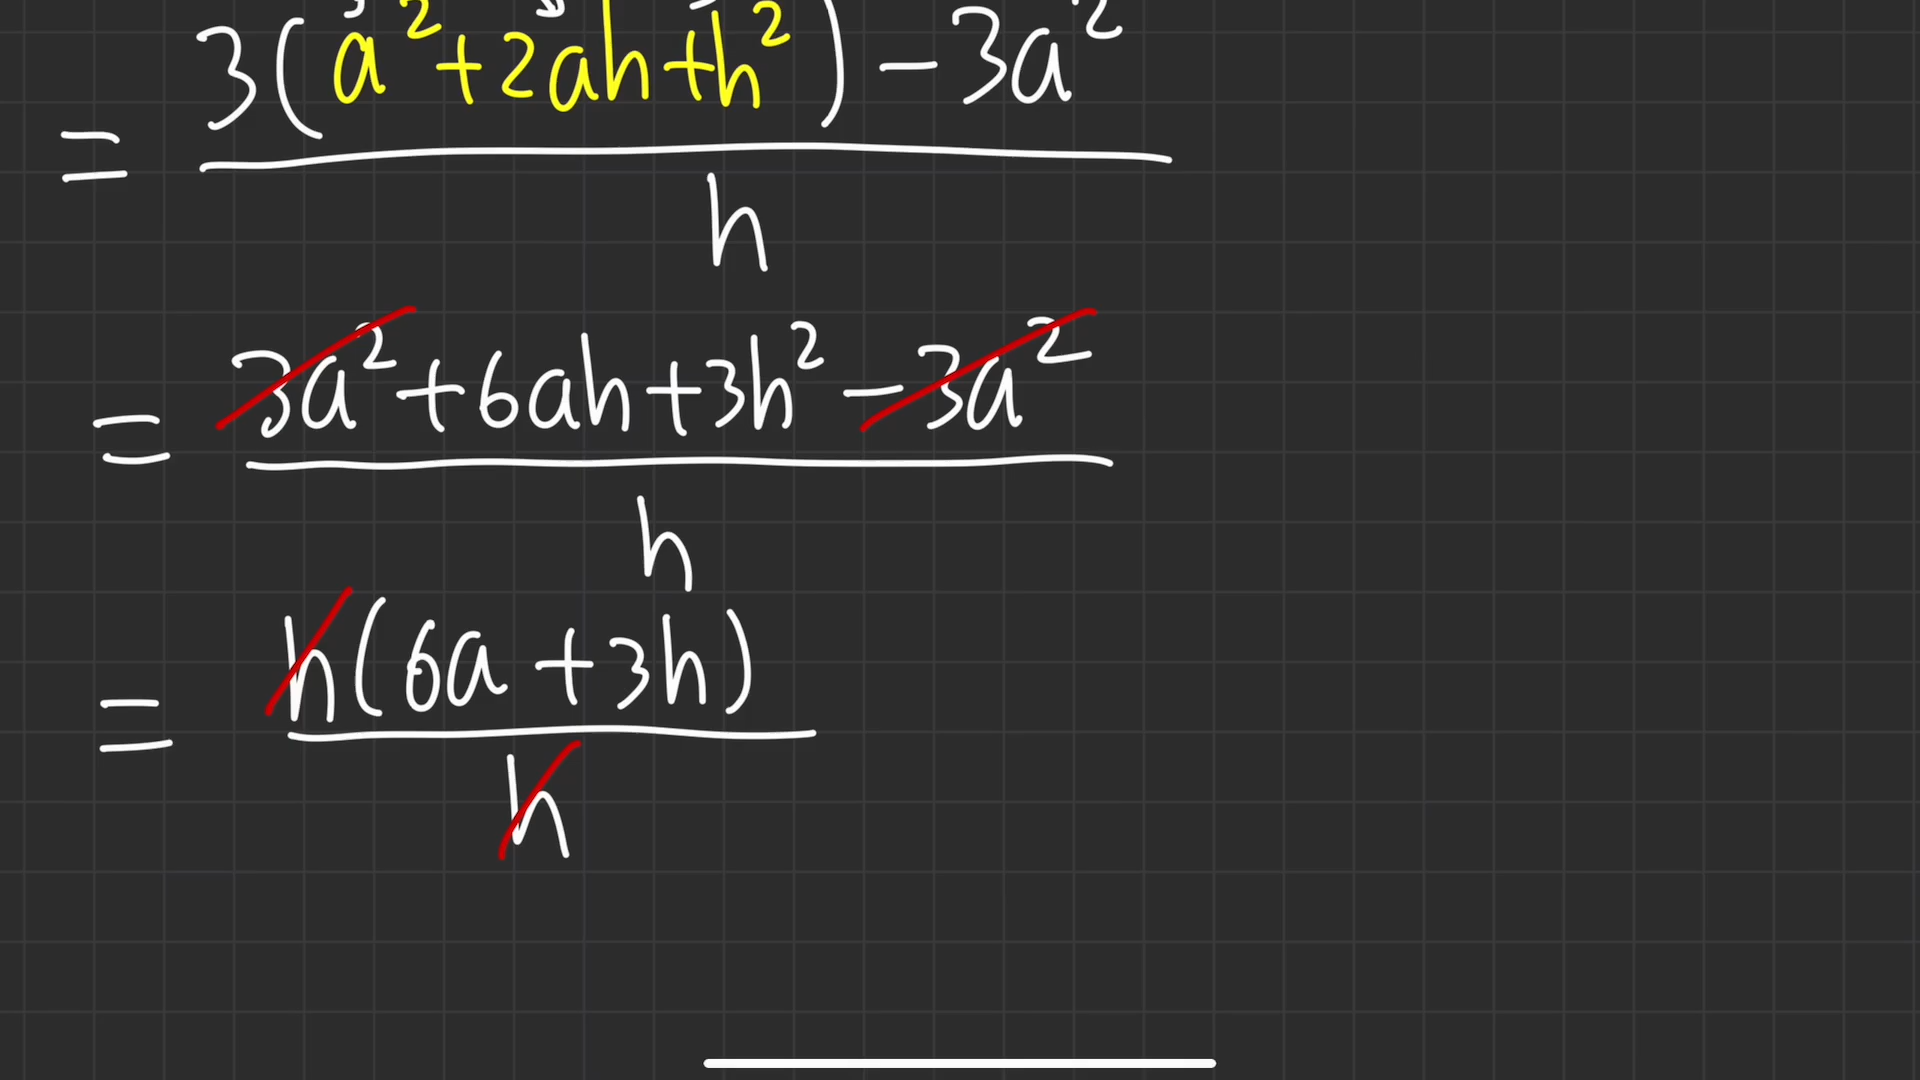 3(a²+2ah+h²)-3a²
=
h
3a²+6ah+3h²-3a²
=
h
h(6a+3h)
=
h